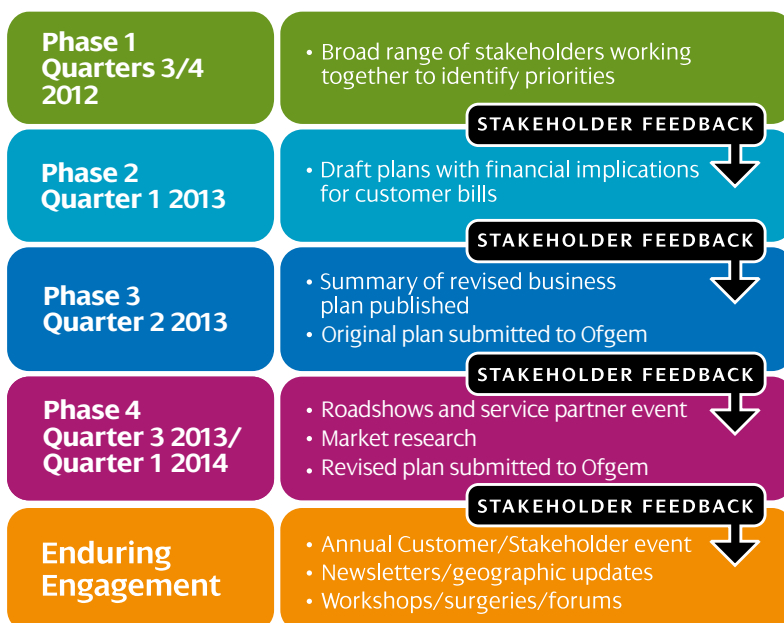 Phase 1
Quarters 3/4
2012
• Broad range of stakeholders working
together to identify priorities
STAKEHOLDER FEEDBACK
Phase 2
Quarter 1 2013
• Draft plans with financial implications
for customer bills
STAKEHOLDER FEEDBACK
Phase 3
Quarter 2 2013
• Summary of revised business
plan published
• Original plan submitted to Ofgem
STAKEHOLDER FEEDBACK
Phase 4
Quarter 3 2013/
Quarter 1 2014
• Roadshows and service partner event
• Market research
• Revised plan submitted to Ofgem
STAKEHOLDER FEEDBACK
Enduring
Engagement
• Annual Customer/Stakeholder event
• Newsletters/geographic updates
• Workshops/surgeries/forums